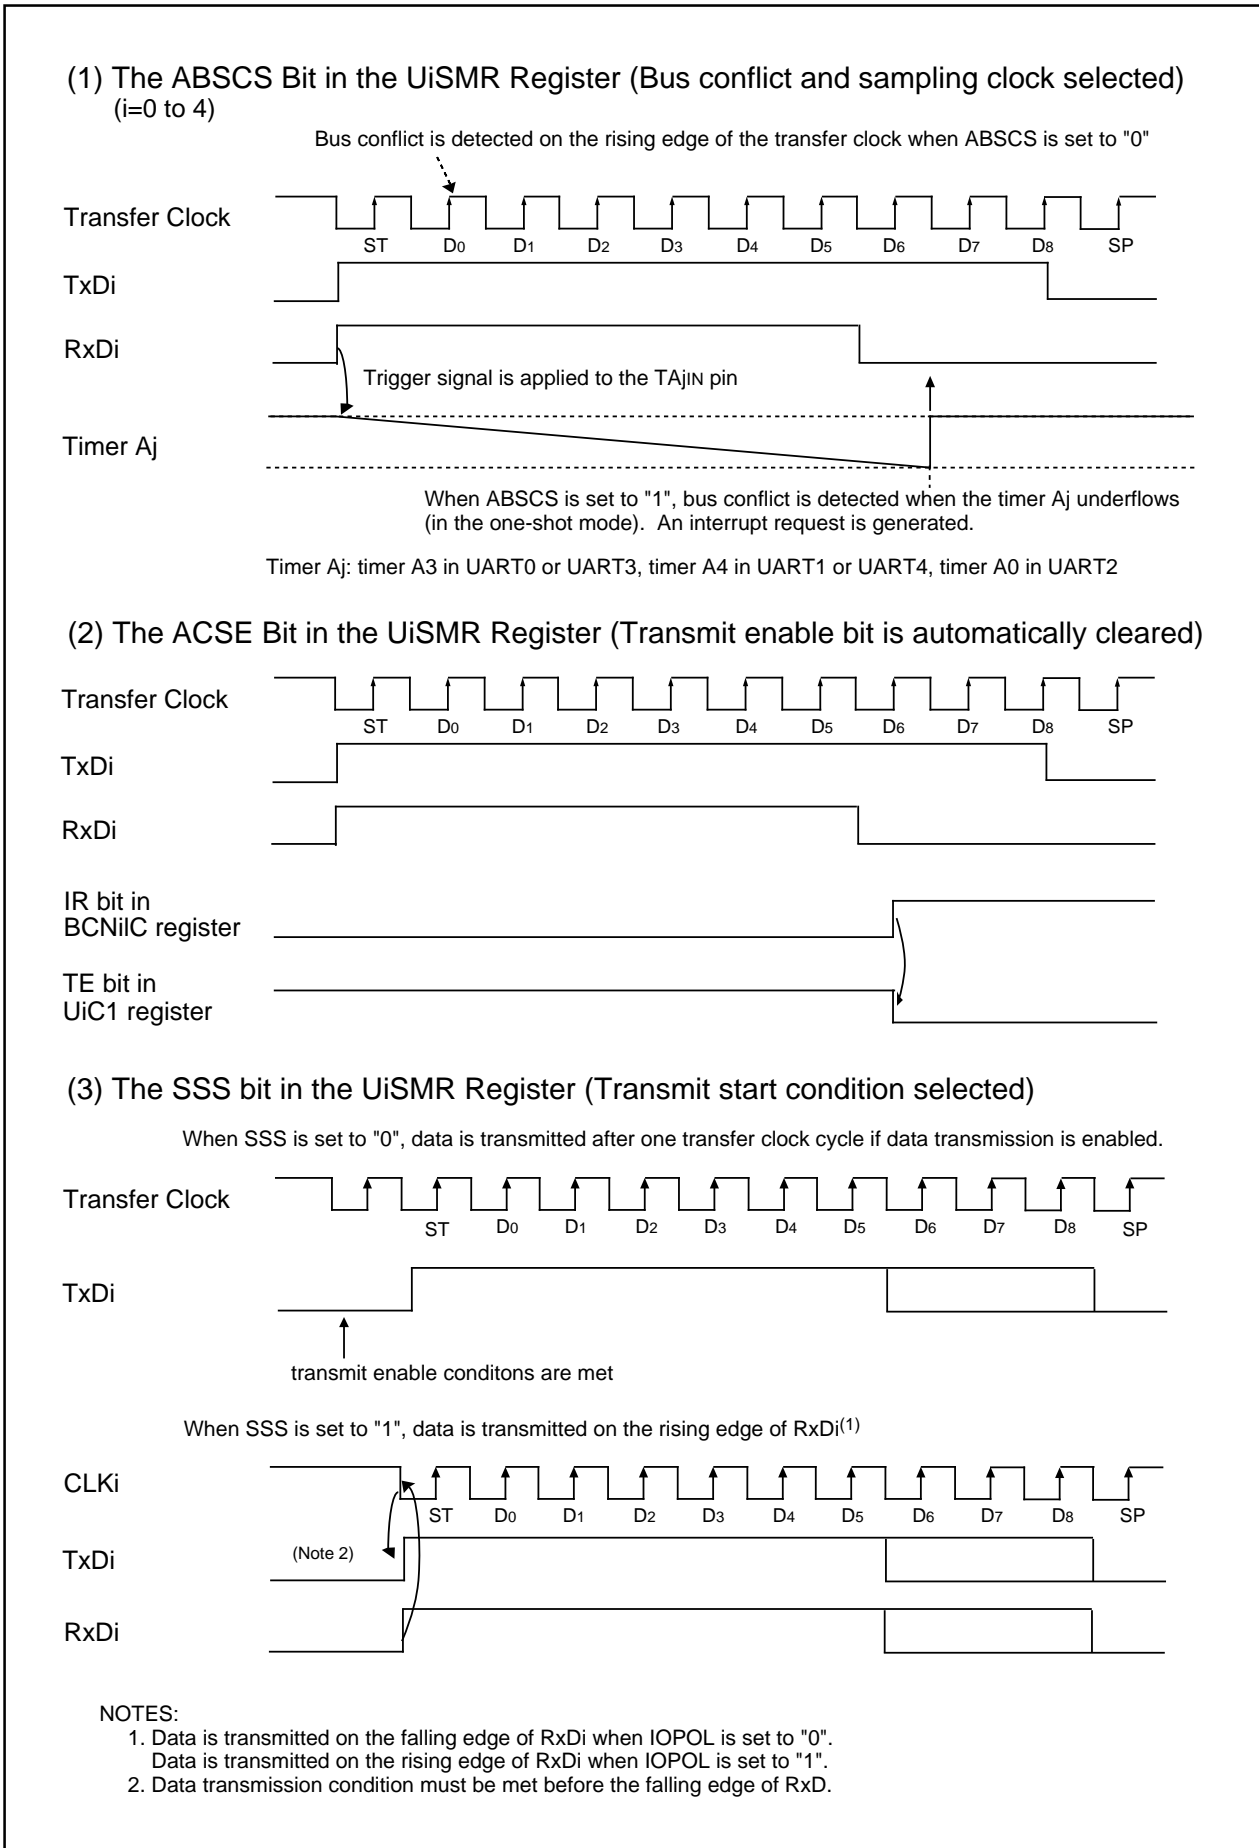 (1) The ABSCS Bit in the UiSMR Register (Bus conflict and sampling clock selected)
(i=0 to 4)
Bus conflict is detected on the rising edge of the transfer clock when ABSCS is set to "0"
Transfer Clock
ST D0 D1 D2 D3 D4 D5 D6 D7 D8 SP
TxDi
RxDi
Trigger signal is applied to the TAjIN pin
Timer Aj
When ABSCS is set to "1", bus conflict is detected when the timer Aj underflows
(in the one-shot mode). An interrupt request is generated.
Timer Aj: timer A3 in UART0 or UART3, timer A4 in UART1 or UART4, timer A0 in UART2
(2) The ACSE Bit in the UiSMR Register (Transmit enable bit is automatically cleared)
Transfer Clock
ST D0 D1 D2 D3 D4 D5 D6 D7 D8 SP
TxDi
RxDi
IR bit in
BCNiIC register
TE bit in
UiC1 register
(3) The SSS bit in the UiSMR Register (Transmit start condition selected)
When SSS is set to "0", data is transmitted after one transfer clock cycle if data transmission is enabled.
Transfer Clock
ST D0 D1 D2 D3 D4 D5 D6 D7 D8 SP
TxDi
transmit enable conditons are met
When SSS is set to "1", data is transmitted on the rising edge of RxDi(1)
CLKi
ST D0 D1 D2 D3 D4 D5 D6 D7 D8 SP
TxDi
(Note 2)
RxDi
NOTES:
1. Data is transmitted on the falling edge of RxDi when IOPOL is set to "0".
Data is transmitted on the rising edge of RxDi when IOPOL is set to "1".
2. Data transmission condition must be met before the falling edge of RxD.